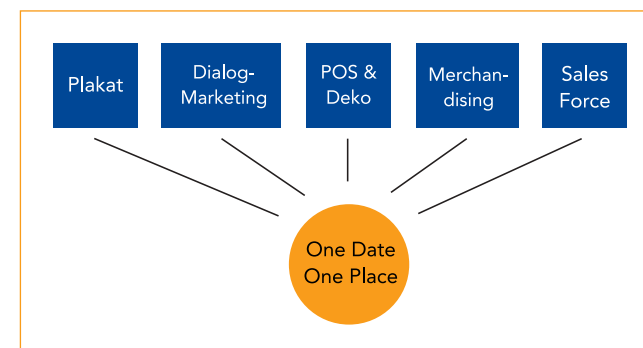 Plakat
Dialog-
Marketing
POS &
Deko
Merchan-
dising
Sales
Force
One Date
One Place